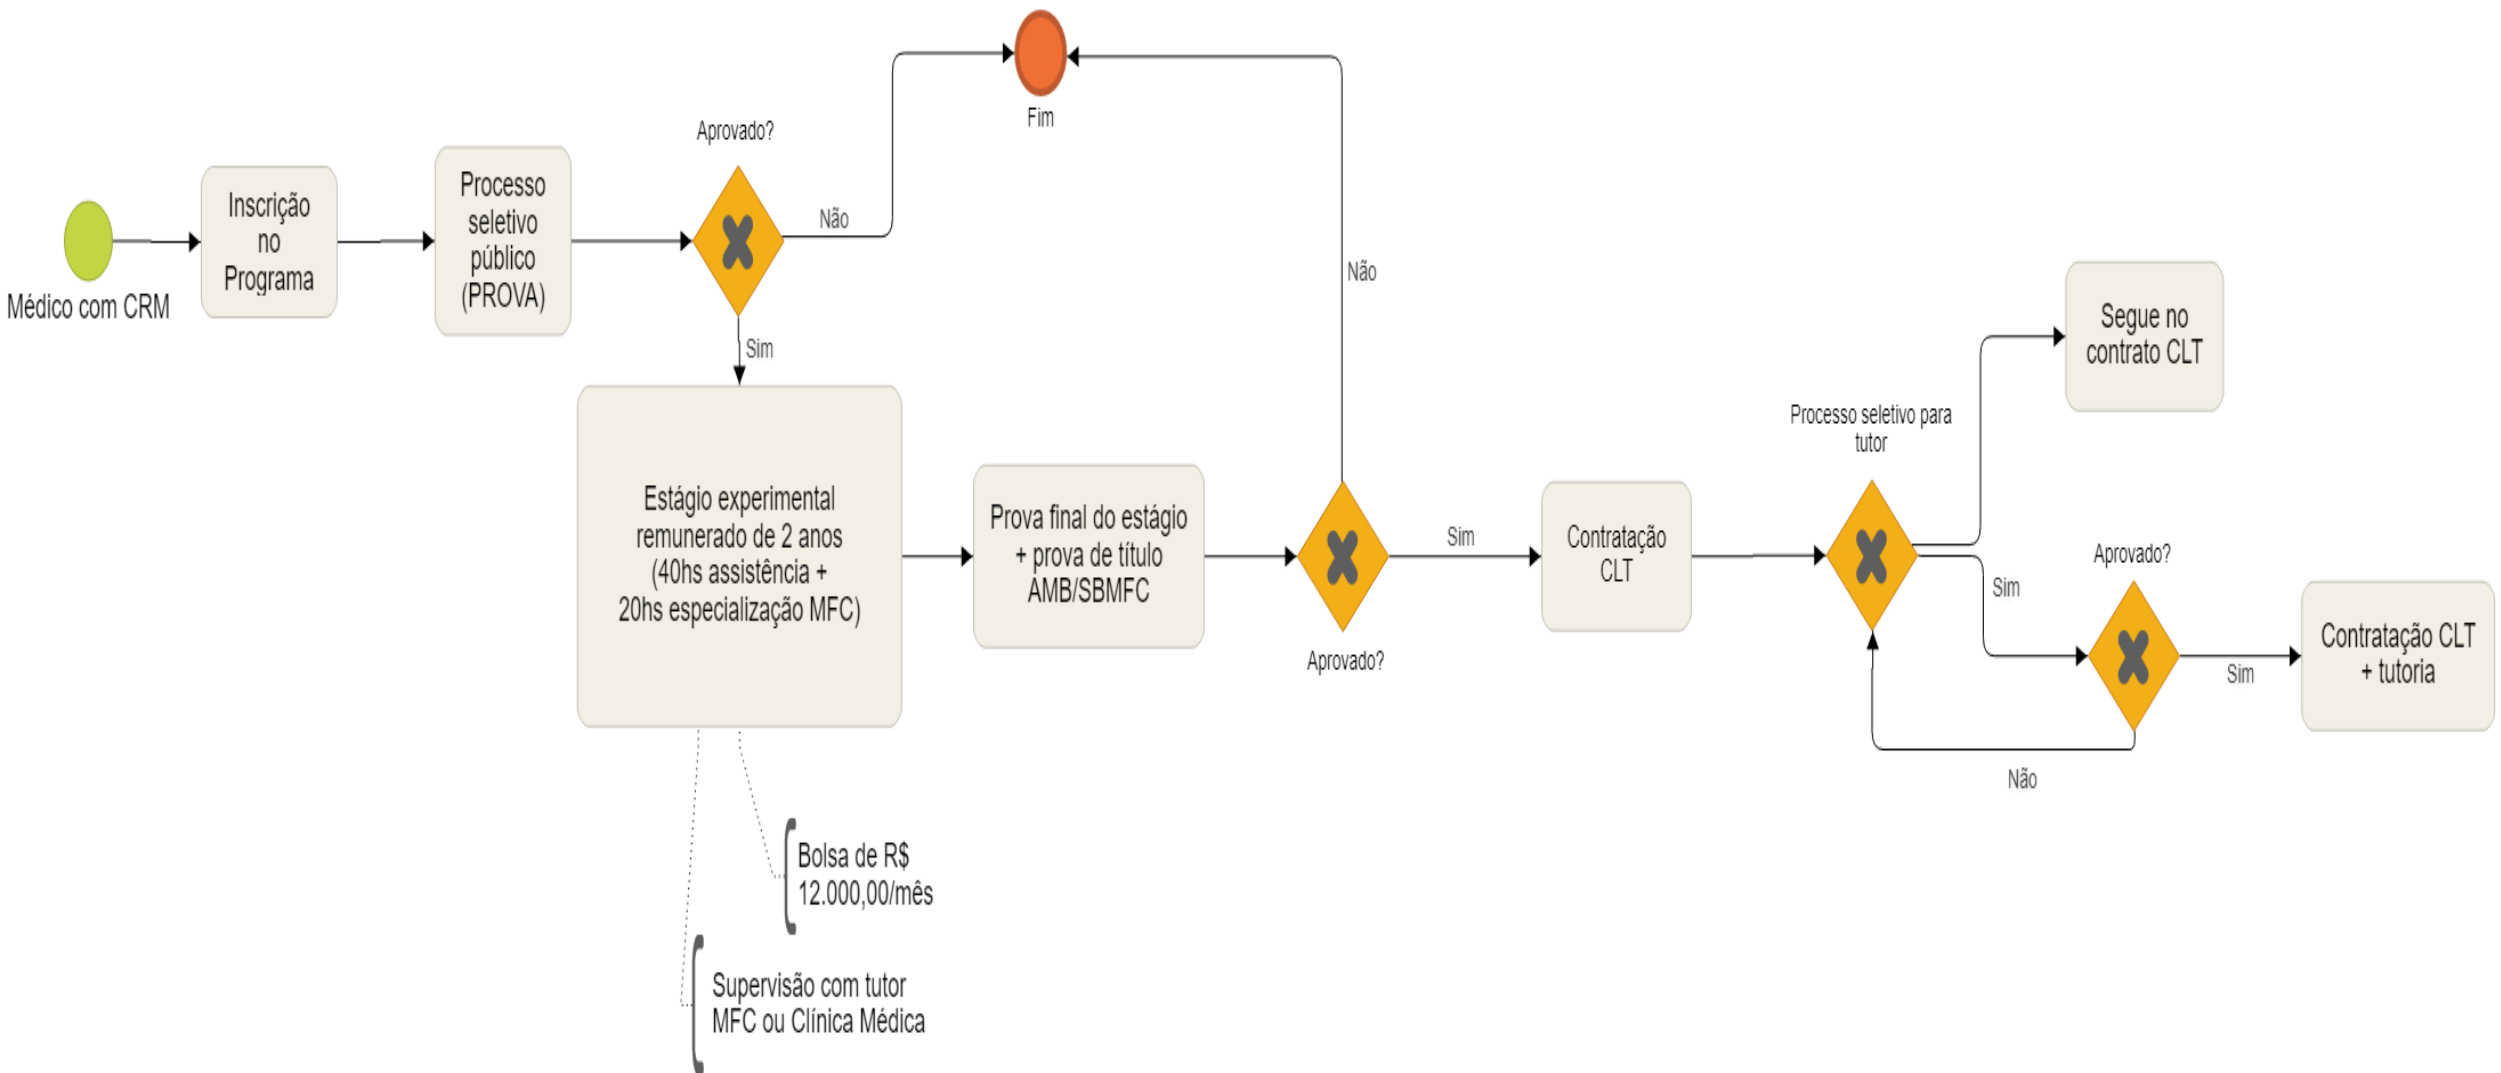 Médico com CRM
Inscrição
no
Programa
Processo
seletivo
público
(PROVA)
Aprovado?
Não
Sim
Fim
Estágio experimental
remunerado de 2 anos
(40hs assistência +
20hs especialização MFC)
Bolsa de R$
12.000,00/mês
Supervisão com tutor
MFC ou Clínica Médica
Prova final do estágio
+ prova de título
AMB/SBMFC
Não
Aprovado?
Sim
Contratação
CLT
Processo seletivo para
tutor
Segue no
contrato CLT
Sim
Aprovado?
Não
Sim
Contratação CLT
+ tutoria